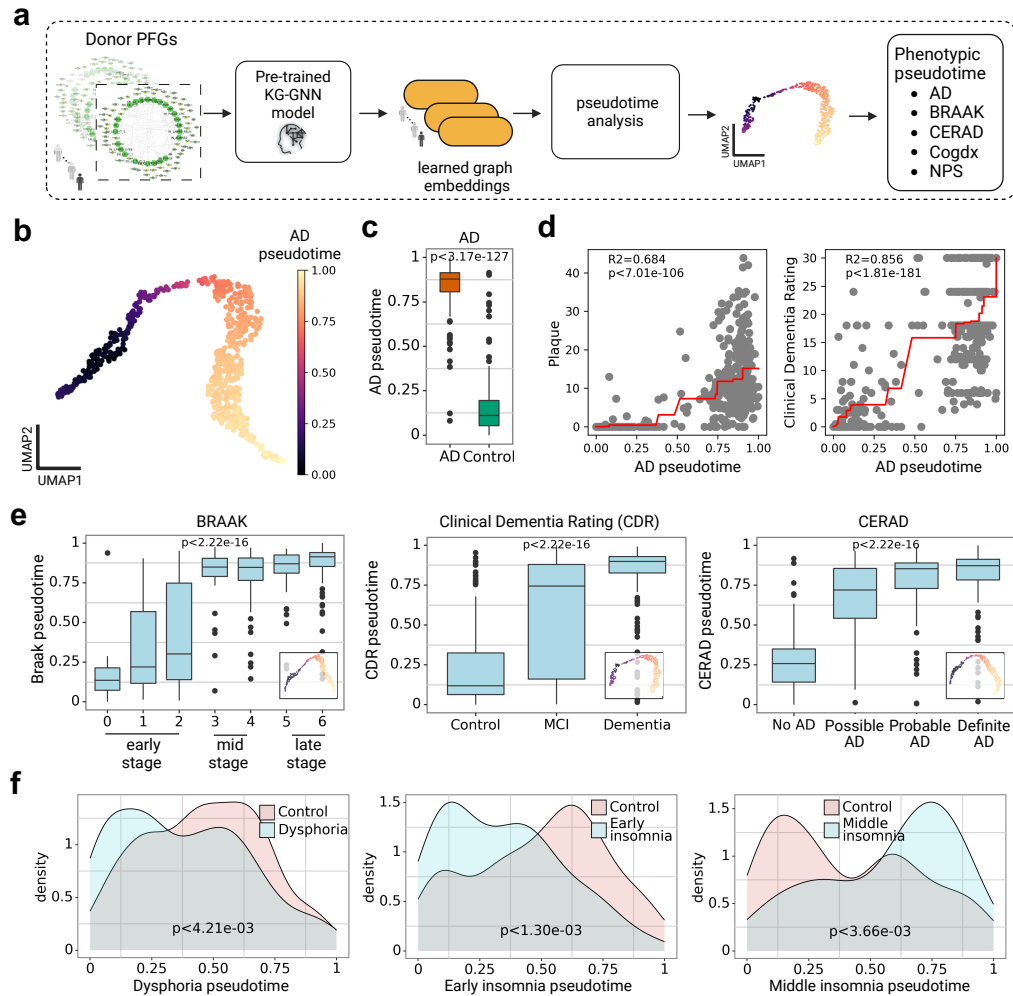 a
Donor PFGs
Pre-trained
KG-GNN
model
learned graph
embeddings
pseudotime
analysis
UMAP2
UMAP1
Phenotypic
pseudotime
• AD
• BRAAK
• CERAD
• Cogdx
• NPS
b
AD
pseudotime
1.00
0.75
0.50
0.25
0.00
UMAP2
UMAP1
c
AD
p<3.17e-127
AD pseudotime
1
0.75
0.5
0.25
0
AD Control
d
R2=0.684
p<7.01e-106
Plaque
40
30
20
10
0
0.00 0.25 0.50 0.75 1.00
AD pseudotime
R2=0.856
p<1.81e-181
Clinical Dementia Rating
30
25
20
15
10
5
0
0.00 0.25 0.50 0.75 1.00
AD pseudotime
e
BRAAK
p<2.22e-16
Braak pseudotime
1
0.75
0.5
0.25
0
0 1 2 3 4 5 6
early
stage
mid
stage
late
stage
Clinical Dementia Rating (CDR)
p<2.22e-16
CDR pseudotime
1
0.75
0.5
0.25
0
Control MCI Dementia
CERAD
p<2.22e-16
CERAD pseudotime
1
0.75
0.5
0.25
0
No AD Possible AD Probable AD Definite AD
f
Control
Dysphoria
density
1
0.5
0
p<4.21e-03
0 0.25 0.50 0.75 1
Dysphoria pseudotime
Control
Early
insomnia
density
1.5
1
0.5
0
p<1.30e-03
0 0.25 0.50 0.75 1
Early insomnia pseudotime
Control
Middle
insomnia
density
1.5
1
0.5
0
p<3.66e-03
0 0.25 0.50 0.75 1
Middle insomnia pseudotime